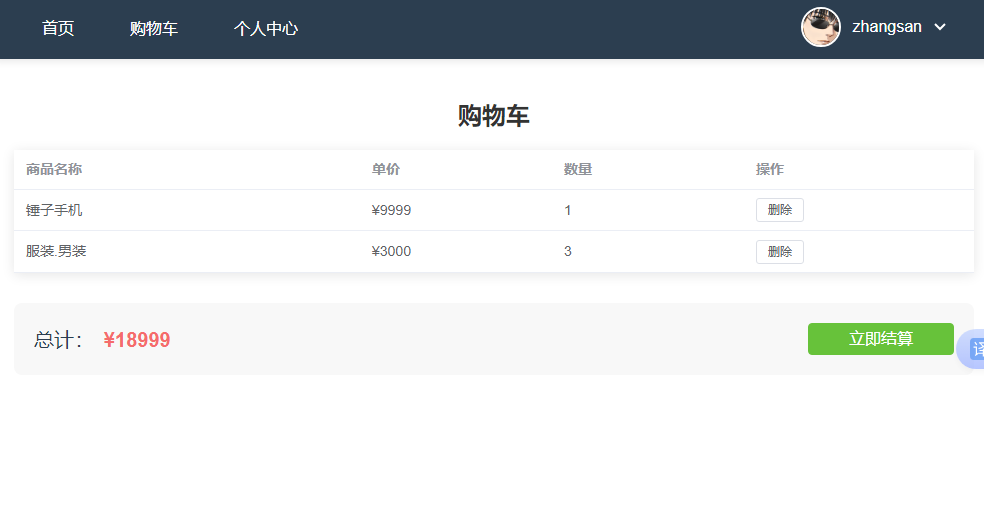 首页 购物车 个人中心 zhangsan
购物车
商品名称 单价 数量 操作
锤子手机 ¥9999 1 删除
服装.男装 ¥3000 3 删除
总计： ¥18999 立即结算
译